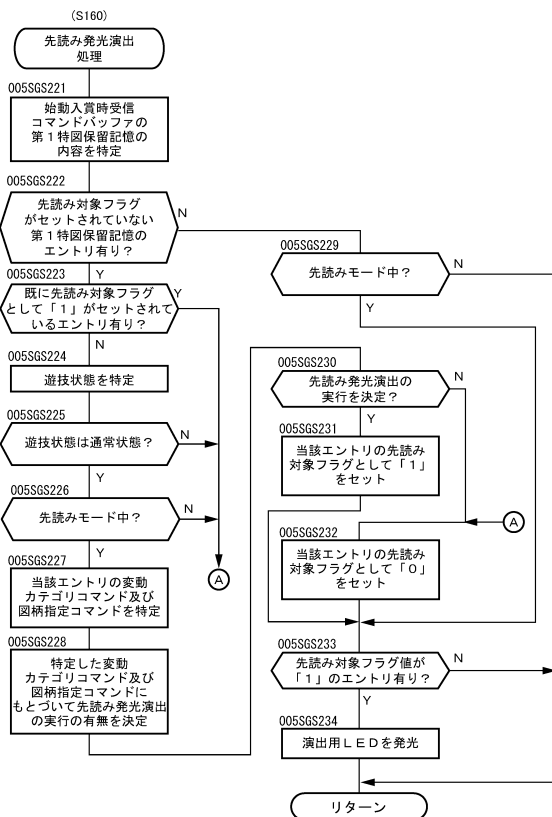 (S160)
先読み発光演出
処理
005SGS221
始動入賞時受信
コマンドバッファの
第１特図保留記憶の
内容を特定
005SGS222
先読み対象フラグ
がセットされていない
第１特図保留記憶の
エントリ有り？
N
Y
005SGS223
既に先読み対象フラグ
として「１」がセットされて
いるエントリ有り？
Y
N
005SGS224
遊技状態を特定
005SGS225
遊技状態は通常状態？
N
Y
005SGS226
先読みモード中？
N
Y
A
005SGS227
当該エントリの変動
カテゴリコマンド及び
図柄指定コマンドを特定
005SGS228
特定した変動
カテゴリコマンド及び
図柄指定コマンドに
もとづいて先読み発光演出
の実行の有無を決定
005SGS229
先読みモード中？
N
Y
005SGS230
先読み発光演出の
実行を決定？
N
Y
005SGS231
当該エントリの先読み
対象フラグとして「１」
をセット
A
005SGS232
当該エントリの先読み
対象フラグとして「０」
をセット
005SGS233
先読み対象フラグ値が
「１」のエントリ有り？
N
Y
005SGS234
演出用ＬＥＤを発光
リターン